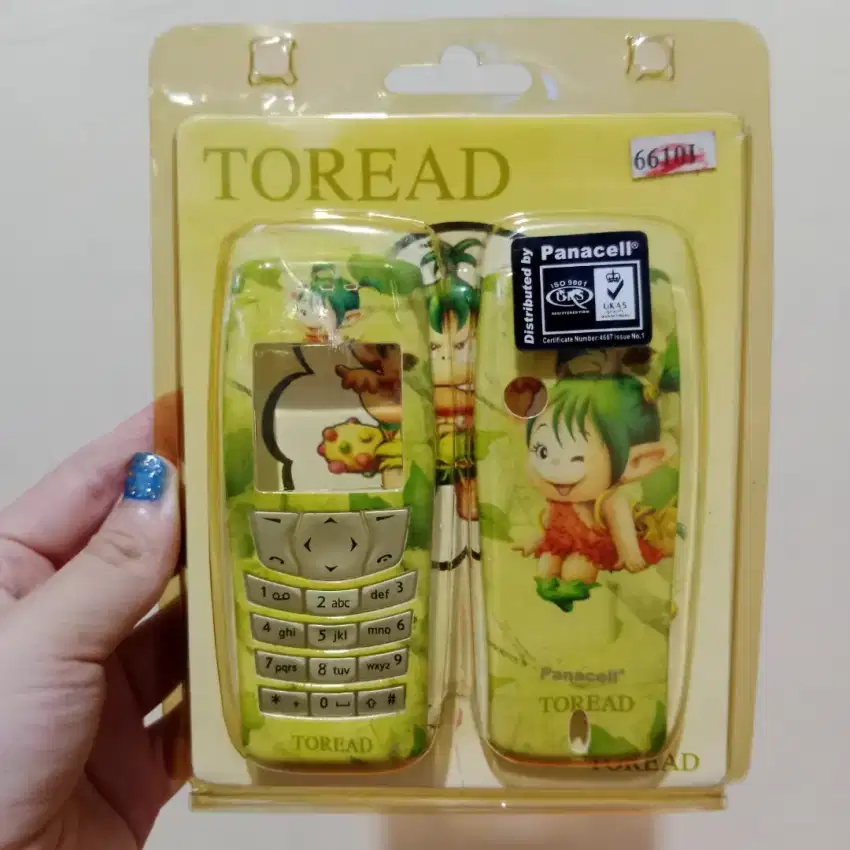 TOREAD
6610I
Distributed by
Panacell®
ISO 9001
UKAS
Certificate Number: A567 Issue No.1
1
2 abc
def 3
4 ghi
5 jkl
mno 6
7 pqrs
8 tuv
wxyz 9
* +
0
#
TOREAD
Panacell®
TOREAD
TOREAD